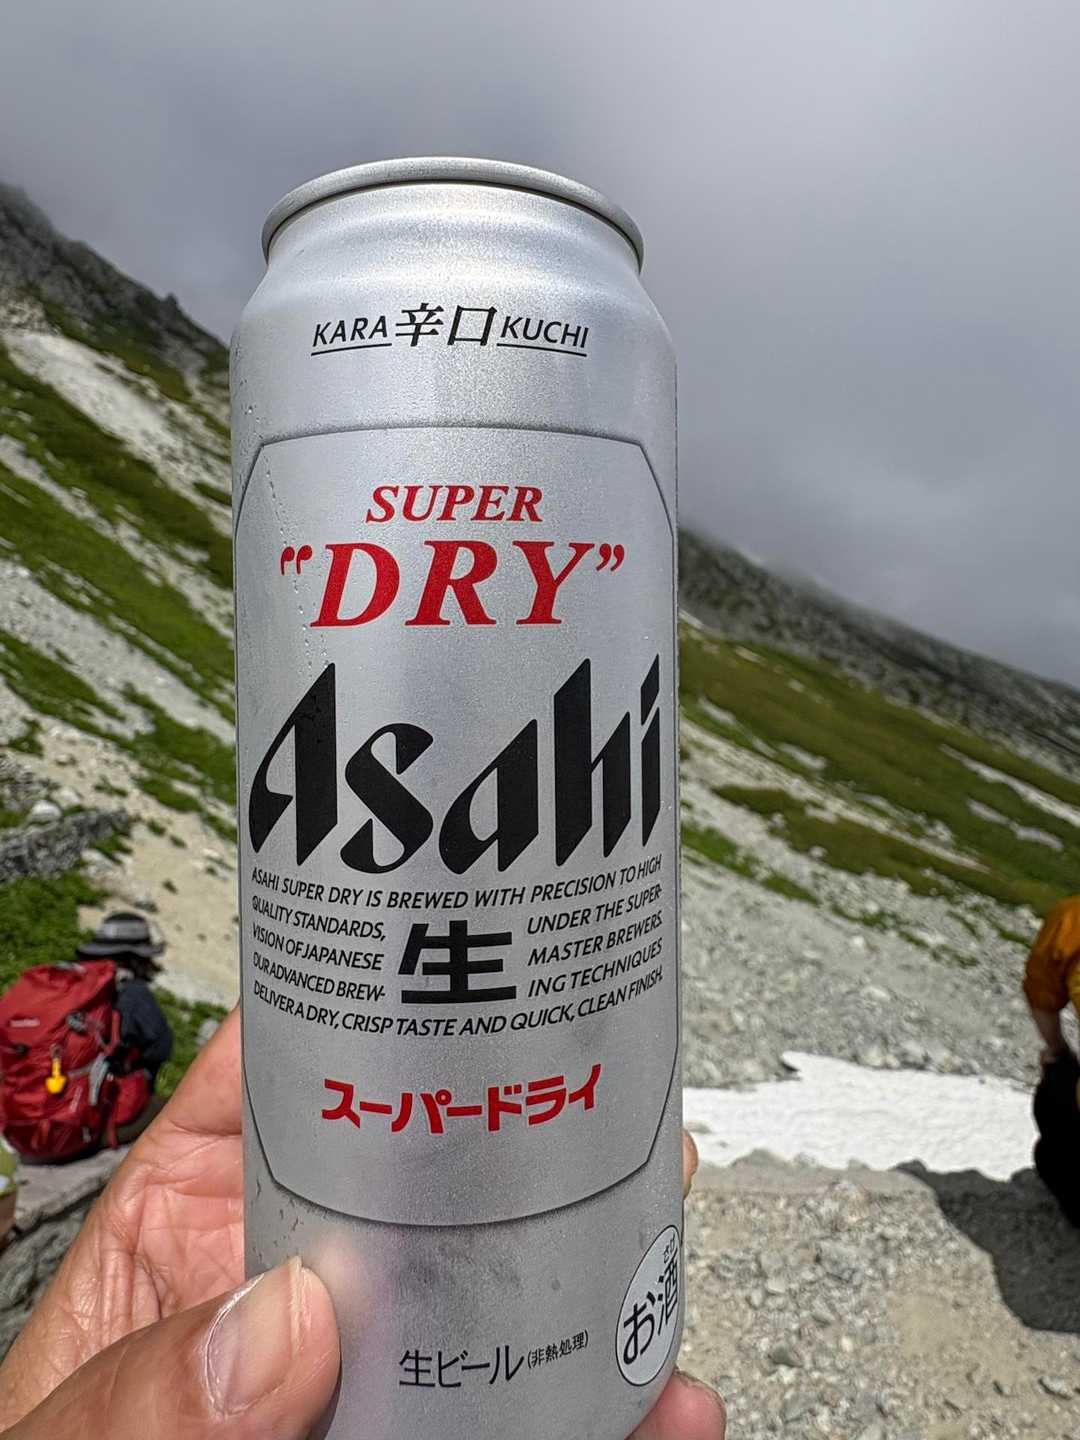 KARA 辛口 KUCHI
SUPER
“DRY”
Asahi
ASAHI SUPER DRY IS BREWED WITH PRECISION TO HIGH
QUALITY STANDARDS, UNDER THE SUPER-
VISION OF JAPANESE MASTER BREWERS.
OUR ADVANCED BREW- ING TECHNIQUES
生
DELIVER A DRY, CRISP TASTE AND QUICK, CLEAN FINISH.
スーパードライ
さけ
お酒
生ビール(非熱処理)